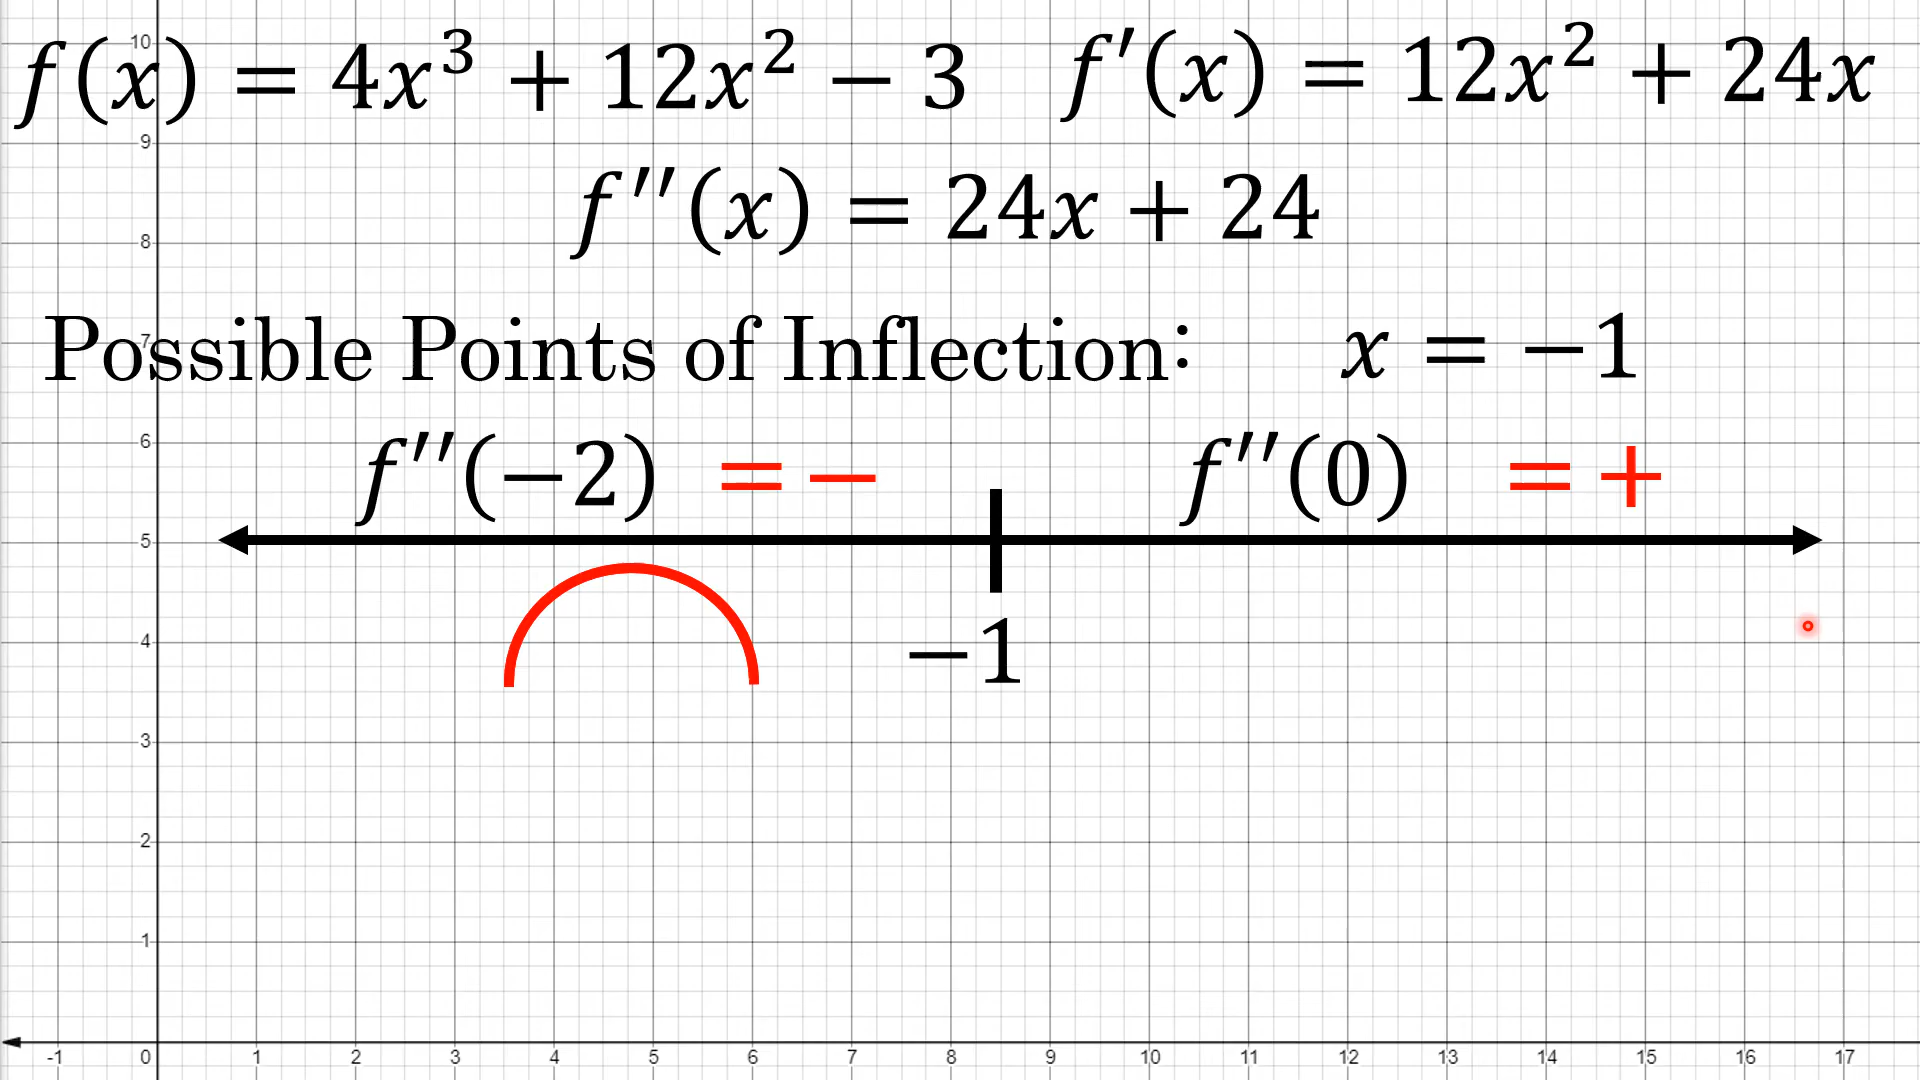 f(x) = 4x³ + 12x² − 3 f′(x) = 12x² + 24x
f″(x) = 24x + 24
Possible Points of Inflection: x = −1
f″(−2) = − f″(0) = +
−1
10
9
8
7
6
5
4
3
2
1
-1 0 1 2 3 4 5 6 7 8 9 10 11 12 13 14 15 16 17